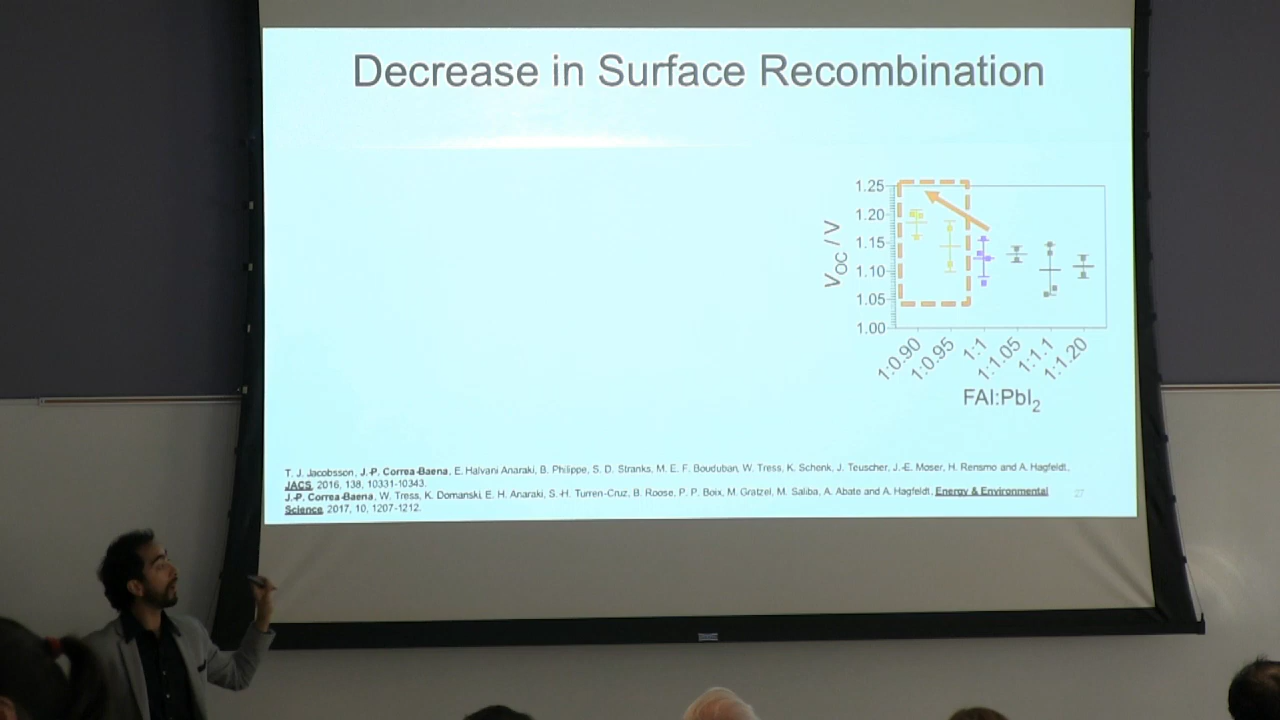 Decrease in Surface Recombination
1.25
1.20
1.15
1.10
1.05
1.00
VOC / V
1:0.90
1:0.95
1:1
1:1.05
1:1.1
1:1.20
FAI:PbI2
T. J. Jacobsson, J.-P. Correa-Baena, E. Halvani Anaraki, B. Philippe, S. D. Stranks, M. E. F. Bouduban, W. Tress, K. Schenk, J. Teuscher, J.-E. Moser, H. Rensmo and A. Hagfeldt,
JACS, 2016, 138, 10331-10343.
J.-P. Correa-Baena, W. Tress, K. Domanski, E. H. Anaraki, S.-H. Turren-Cruz, B. Roose, P. P. Boix, M. Gratzel, M. Saliba, A. Abate and A. Hagfeldt, Energy & Environmental
Science, 2017, 10, 1207-1212.
27